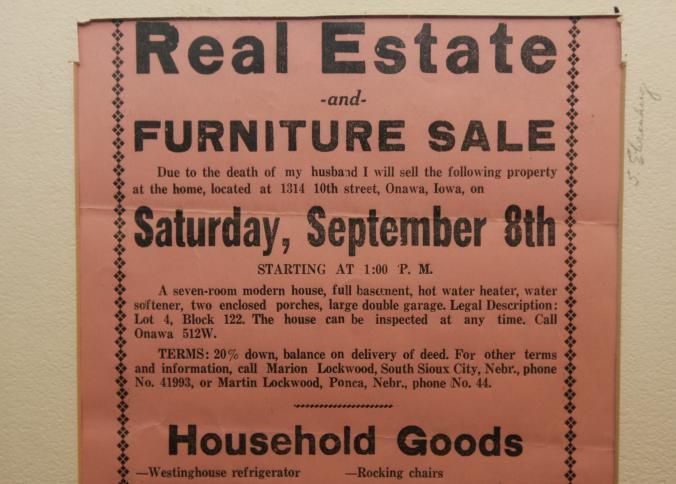 Real Estate
-and-
FURNITURE SALE
Due to the death of my husband I will sell the following property
at the home, located at 1314 10th street, Onawa, Iowa, on
Saturday, September 8th
STARTING AT 1:00 P. M.
A seven-room modern house, full basement, hot water heater, water
softener, two enclosed porches, large double garage. Legal Description:
Lot 4, Block 122. The house can be inspected at any time. Call
Onawa 512W.
TERMS: 20% down, balance on delivery of deed. For other terms
and information, call Marion Lockwood, South Sioux City, Nebr., phone
No. 41993, or Martin Lockwood, Ponca, Nebr., phone No. 44.
Household Goods
—Westinghouse refrigerator —Rocking chairs